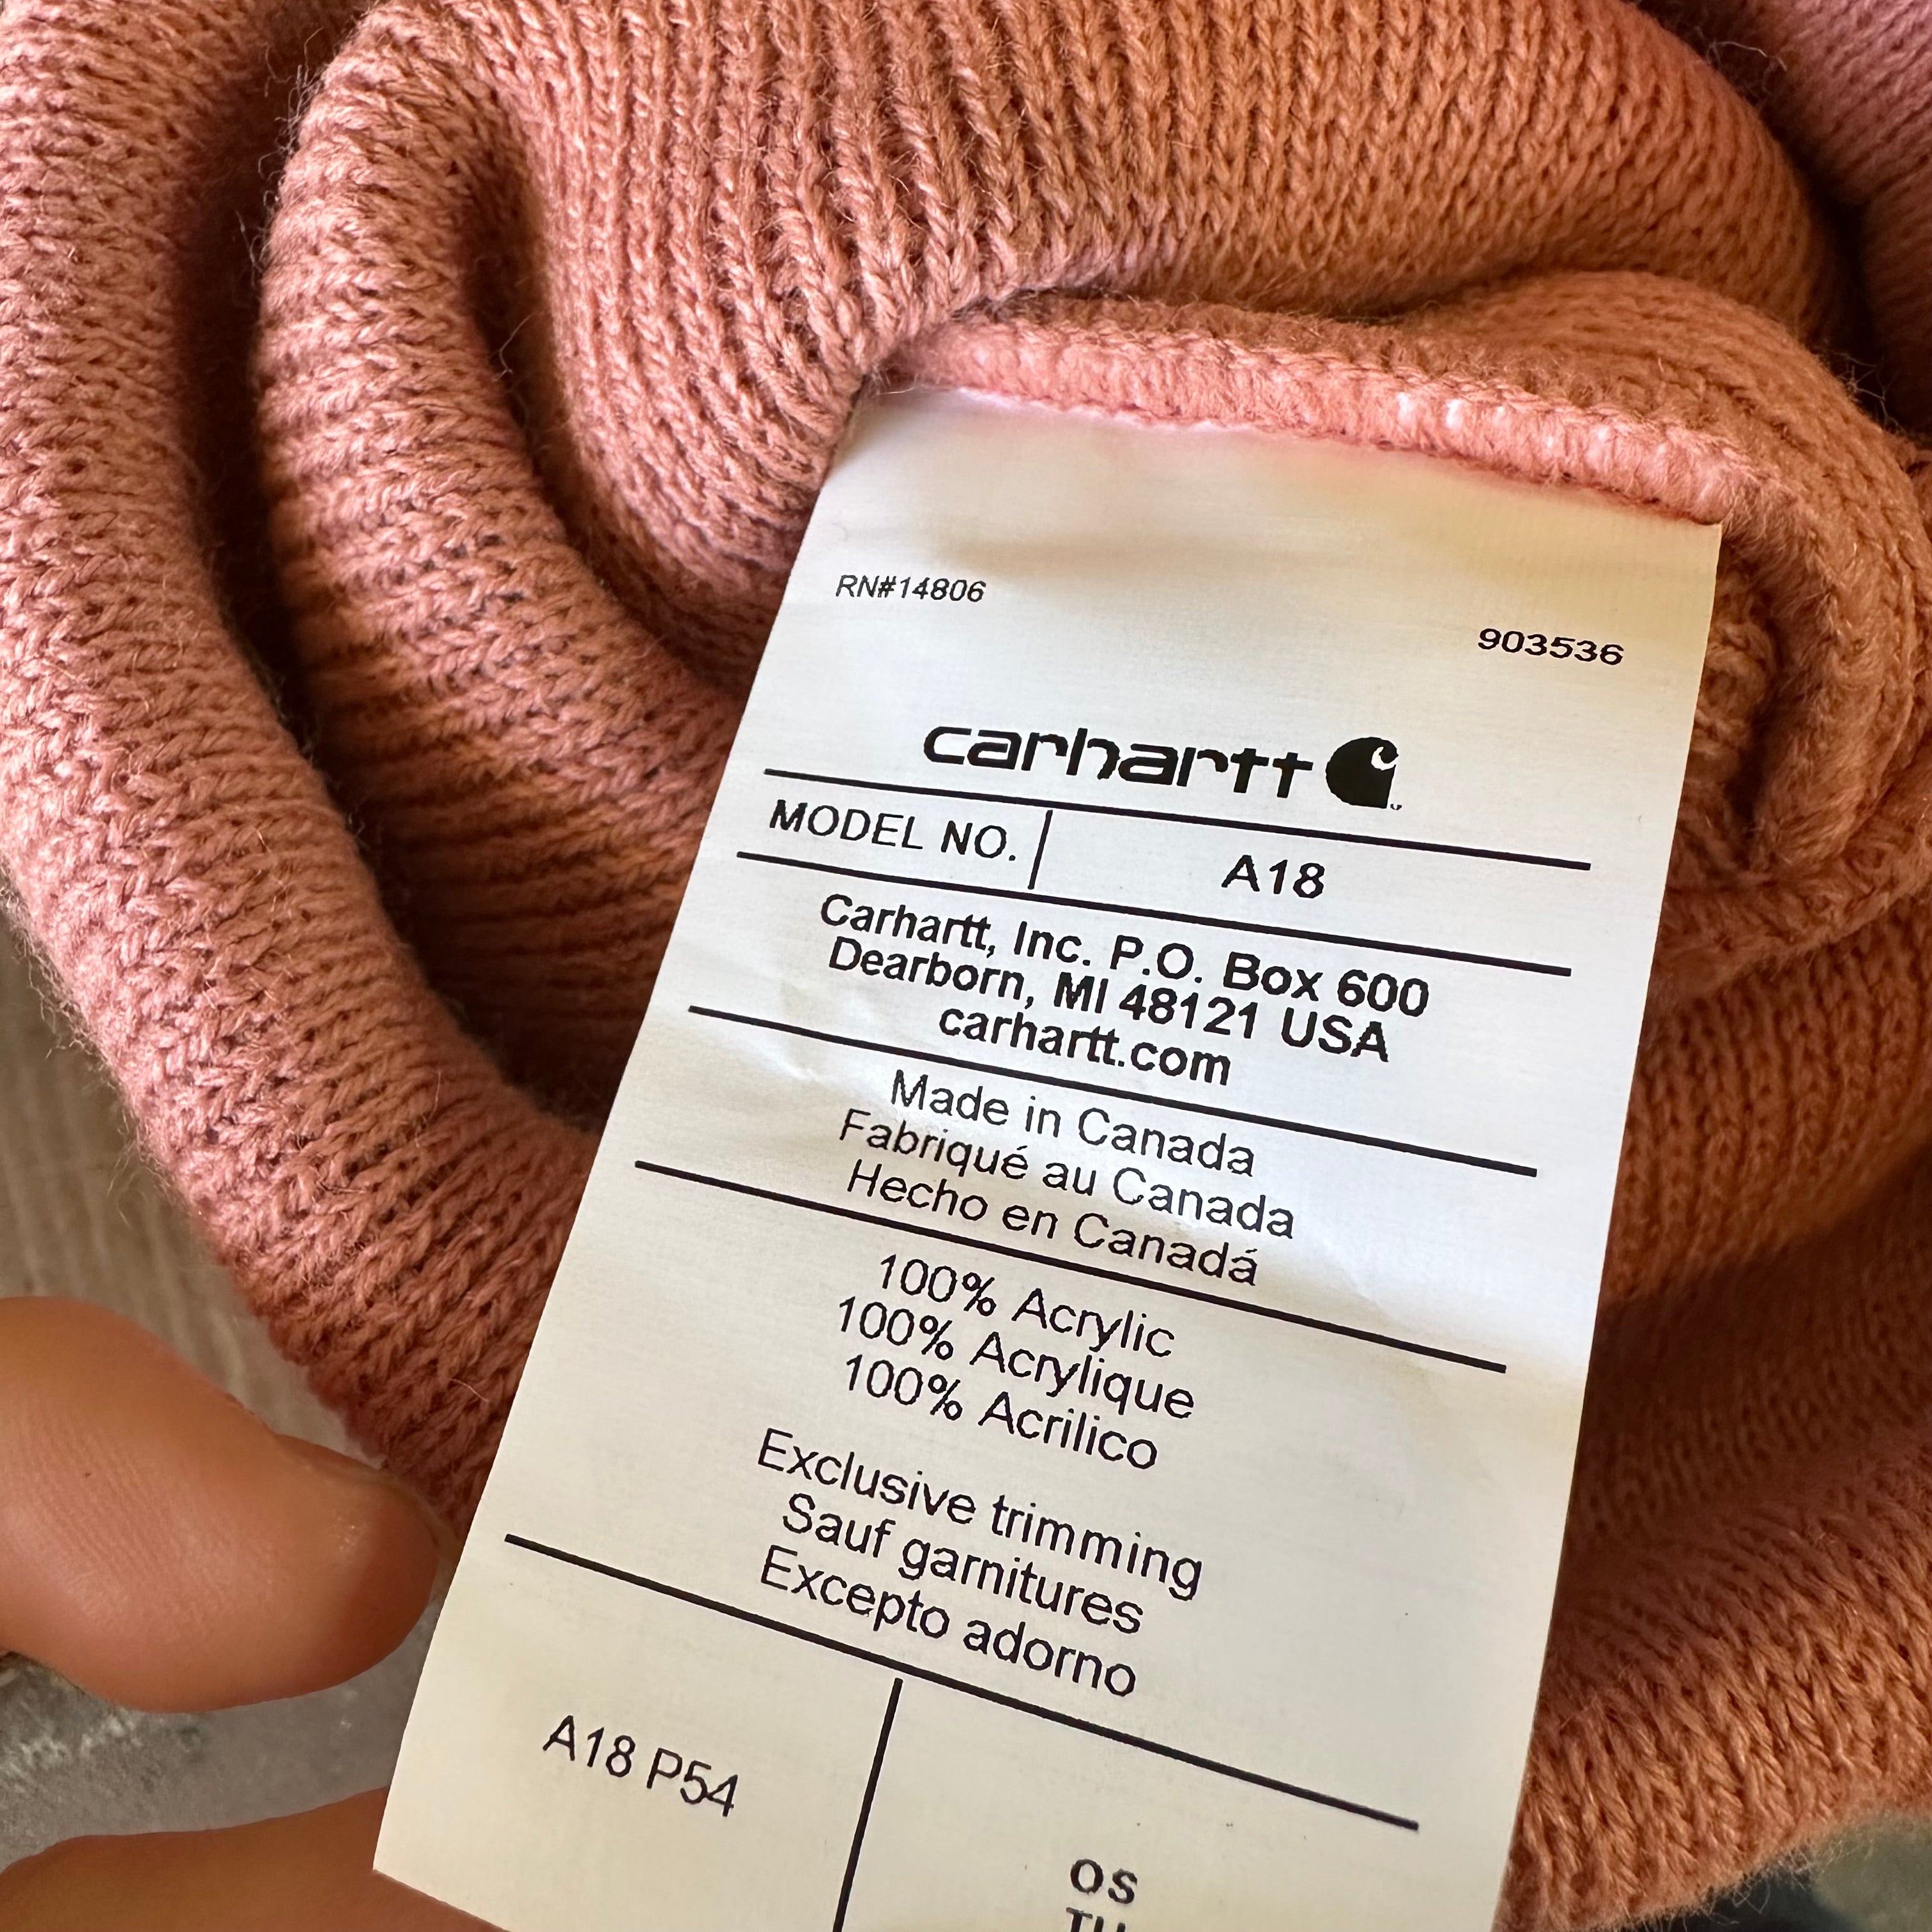 RN#14806
903536
carhartt
MODEL NO. A18
Carhartt, Inc. P.O. Box 600
Dearborn, MI 48121 USA
carhartt.com
Made in Canada
Fabriqué au Canada
Hecho en Canadá
100% Acrylic
100% Acrylique
100% Acrilico
Exclusive trimming
Sauf garnitures
Excepto adorno
A18 P54
OS